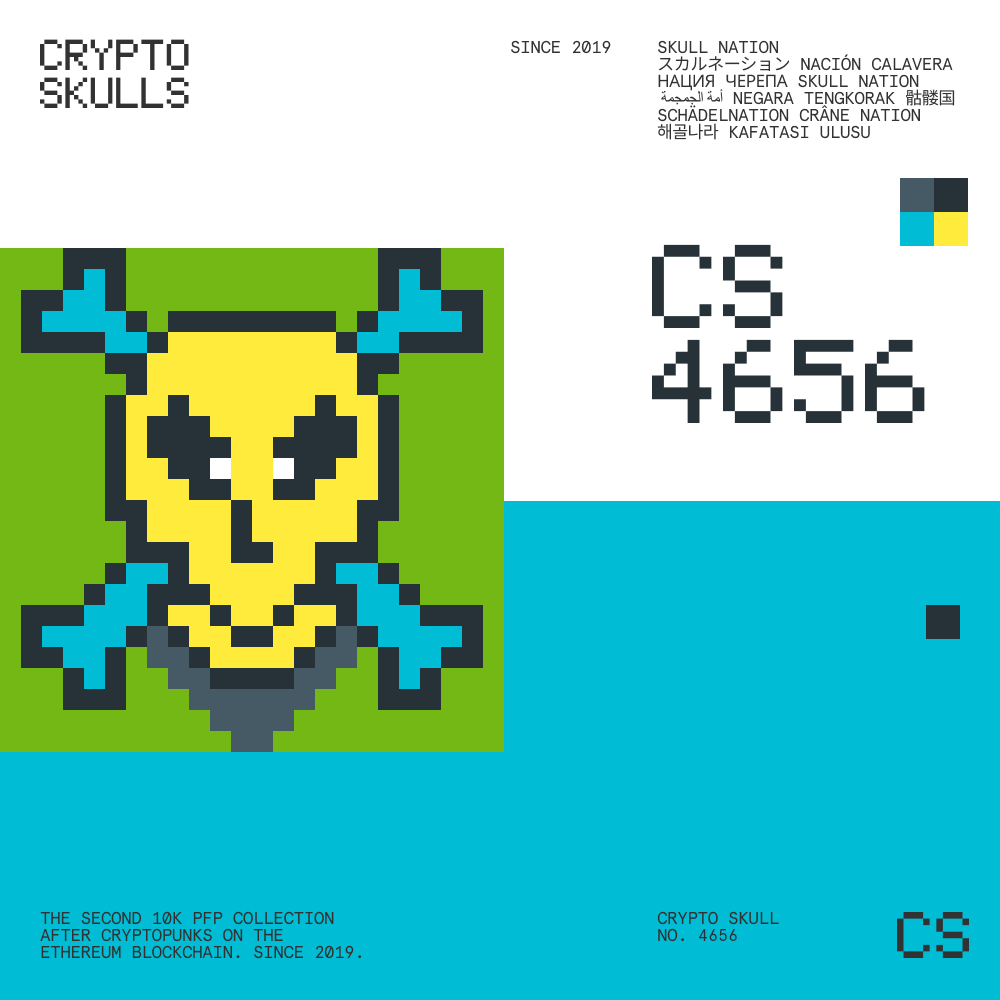 CRYPTO
SKULLS
SINCE 2019
SKULL NATION
スカルネーション NACIÓN CALAVERA
НАЦИЯ ЧЕРЕПА SKULL NATION
أمة الجمجمة NEGARA TENGKORAK 骷髅国
SCHÄDELNATION CRÂNE NATION
해골나라 KAFATASI ULUSU
CS
4656
THE SECOND 10K PFP COLLECTION
AFTER CRYPTOPUNKS ON THE
ETHEREUM BLOCKCHAIN. SINCE 2019.
CRYPTO SKULL
NO. 4656
CS